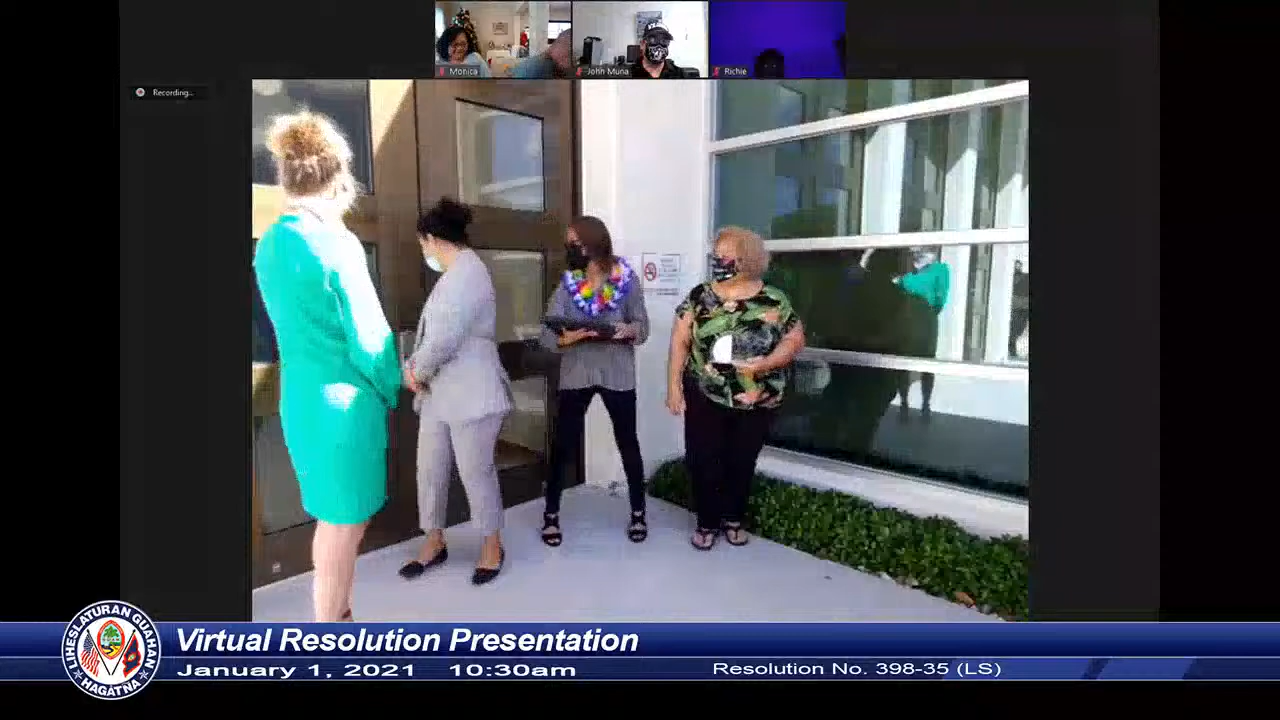 Monica
John Muna
Richie
Recording...
Virtual Resolution Presentation
January 1, 2021 10:30am
Resolution No. 398-35 (LS)
I LIHESLATURAN GUAHAN
HAGÅTÑA